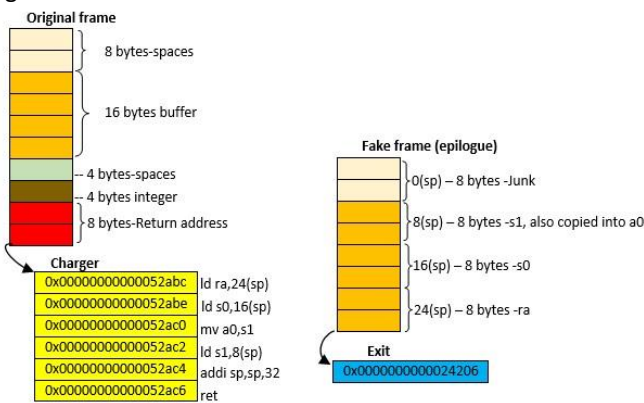 Original frame
8 bytes-spaces
16 bytes buffer
4 bytes-spaces
4 bytes integer
8 bytes-Return address
Charger
0x0000000000052abc ld ra,24(sp)
0x0000000000052abe ld s0,16(sp)
0x0000000000052ac0 mv a0,s1
0x0000000000052ac2 ld s1,8(sp)
0x0000000000052ac4 addi sp,sp,32
0x0000000000052ac6 ret
Fake frame (epilogue)
0(sp) – 8 bytes -Junk
8(sp) – 8 bytes -s1, also copied into a0
16(sp) – 8 bytes -s0
24(sp) – 8 bytes -ra
Exit
0x0000000000024206